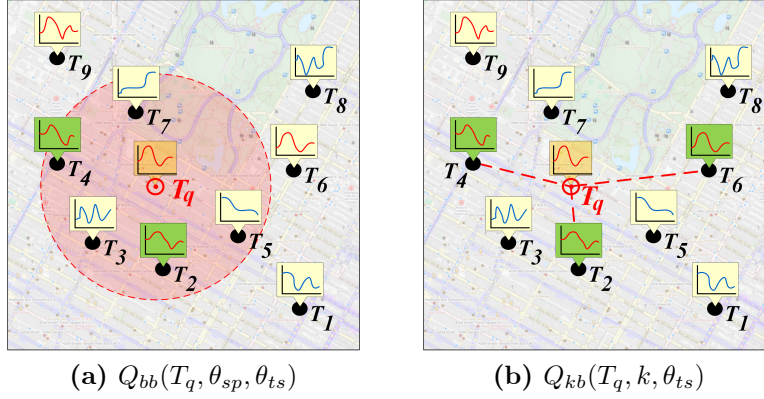 T9
T8
T7
T6
T4
Tq
T5
T3
T2
T1
(a) Qbb(Tq, θsp, θts)
T9
T8
T7
T6
T4
Tq
T5
T3
T2
T1
(b) Qkb(Tq, k, θts)